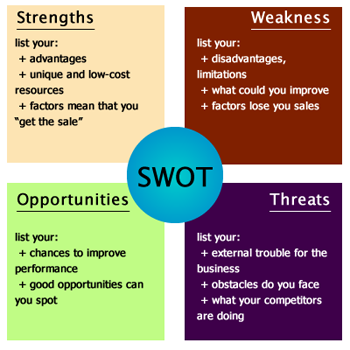 Strengths
list your:
+ advantages
+ unique and low-cost
resources
+ factors mean that you
“get the sale”
Weakness
list your:
+ disadvantages,
limitations
+ what could you improve
+ factors lose you sales
SWOT
Opportunities
list your:
+ chances to improve
performance
+ good opportunities can
you spot
Threats
list your:
+ external trouble for the
business
+ obstacles do you face
+ what your competitors
are doing